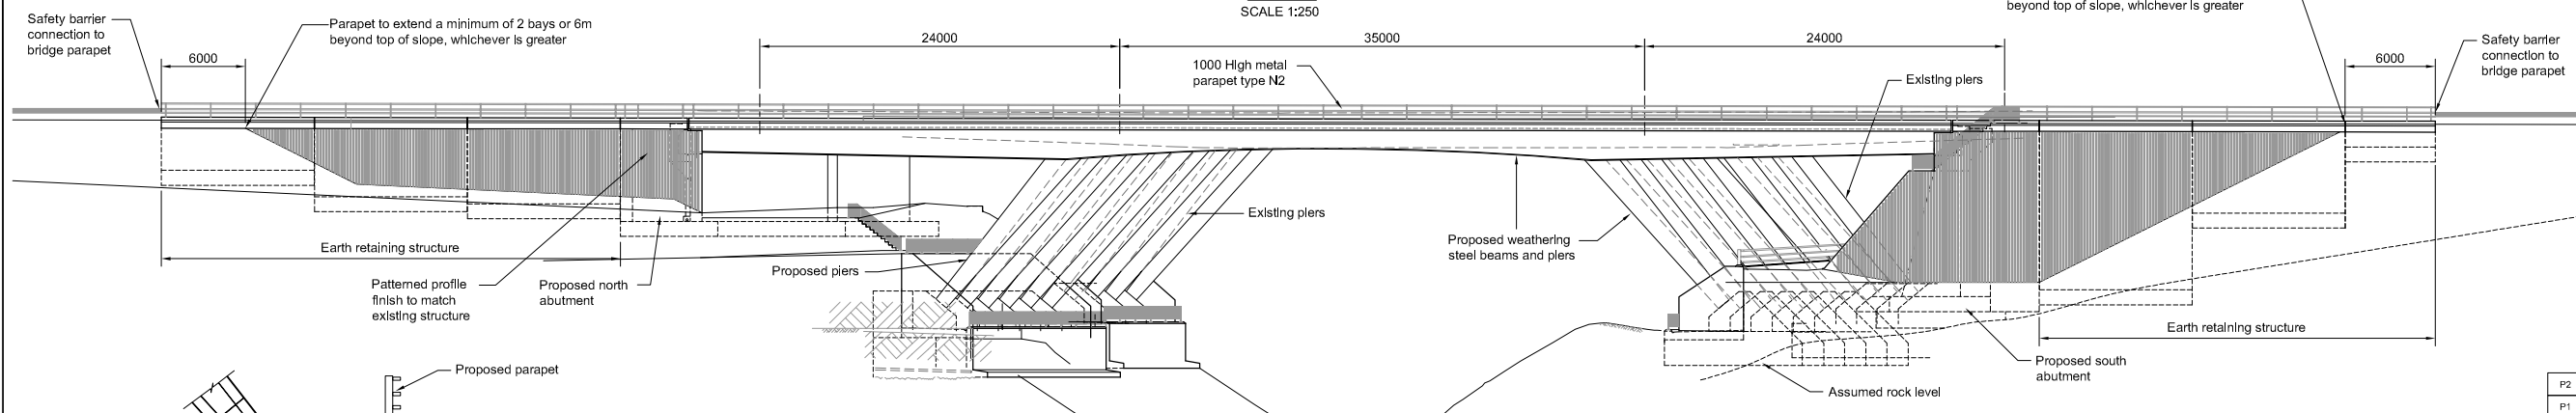 SCALE 1:250
Safety barrier
connection to
bridge parapet
Parapet to extend a minimum of 2 bays or 6m
beyond top of slope, whichever is greater
beyond top of slope, whichever is greater
Safety barrier
connection to
bridge parapet
6000
24000
35000
24000
6000
1000 High metal
parapet type N2
Existing piers
Existing piers
Earth retaining structure
Patterned profile
finish to match
existing structure
Proposed north
abutment
Proposed piers
Proposed weathering
steel beams and piers
Earth retaining structure
Proposed south
abutment
Assumed rock level
Proposed parapet
P2
P1